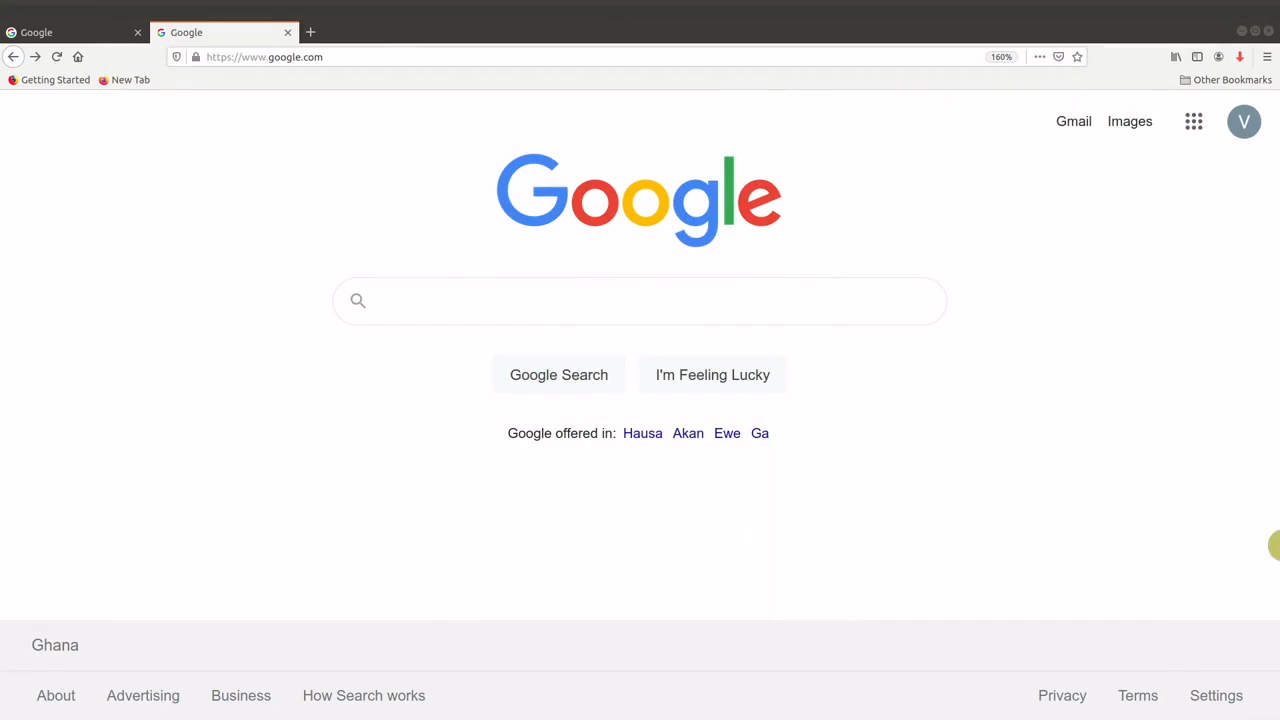 Google
Google
https://www.google.com
160%
Getting Started
New Tab
Other Bookmarks
Gmail
Images
V
Google
Google Search
I'm Feeling Lucky
Google offered in: Hausa Akan Ewe Ga
Ghana
About
Advertising
Business
How Search works
Privacy
Terms
Settings